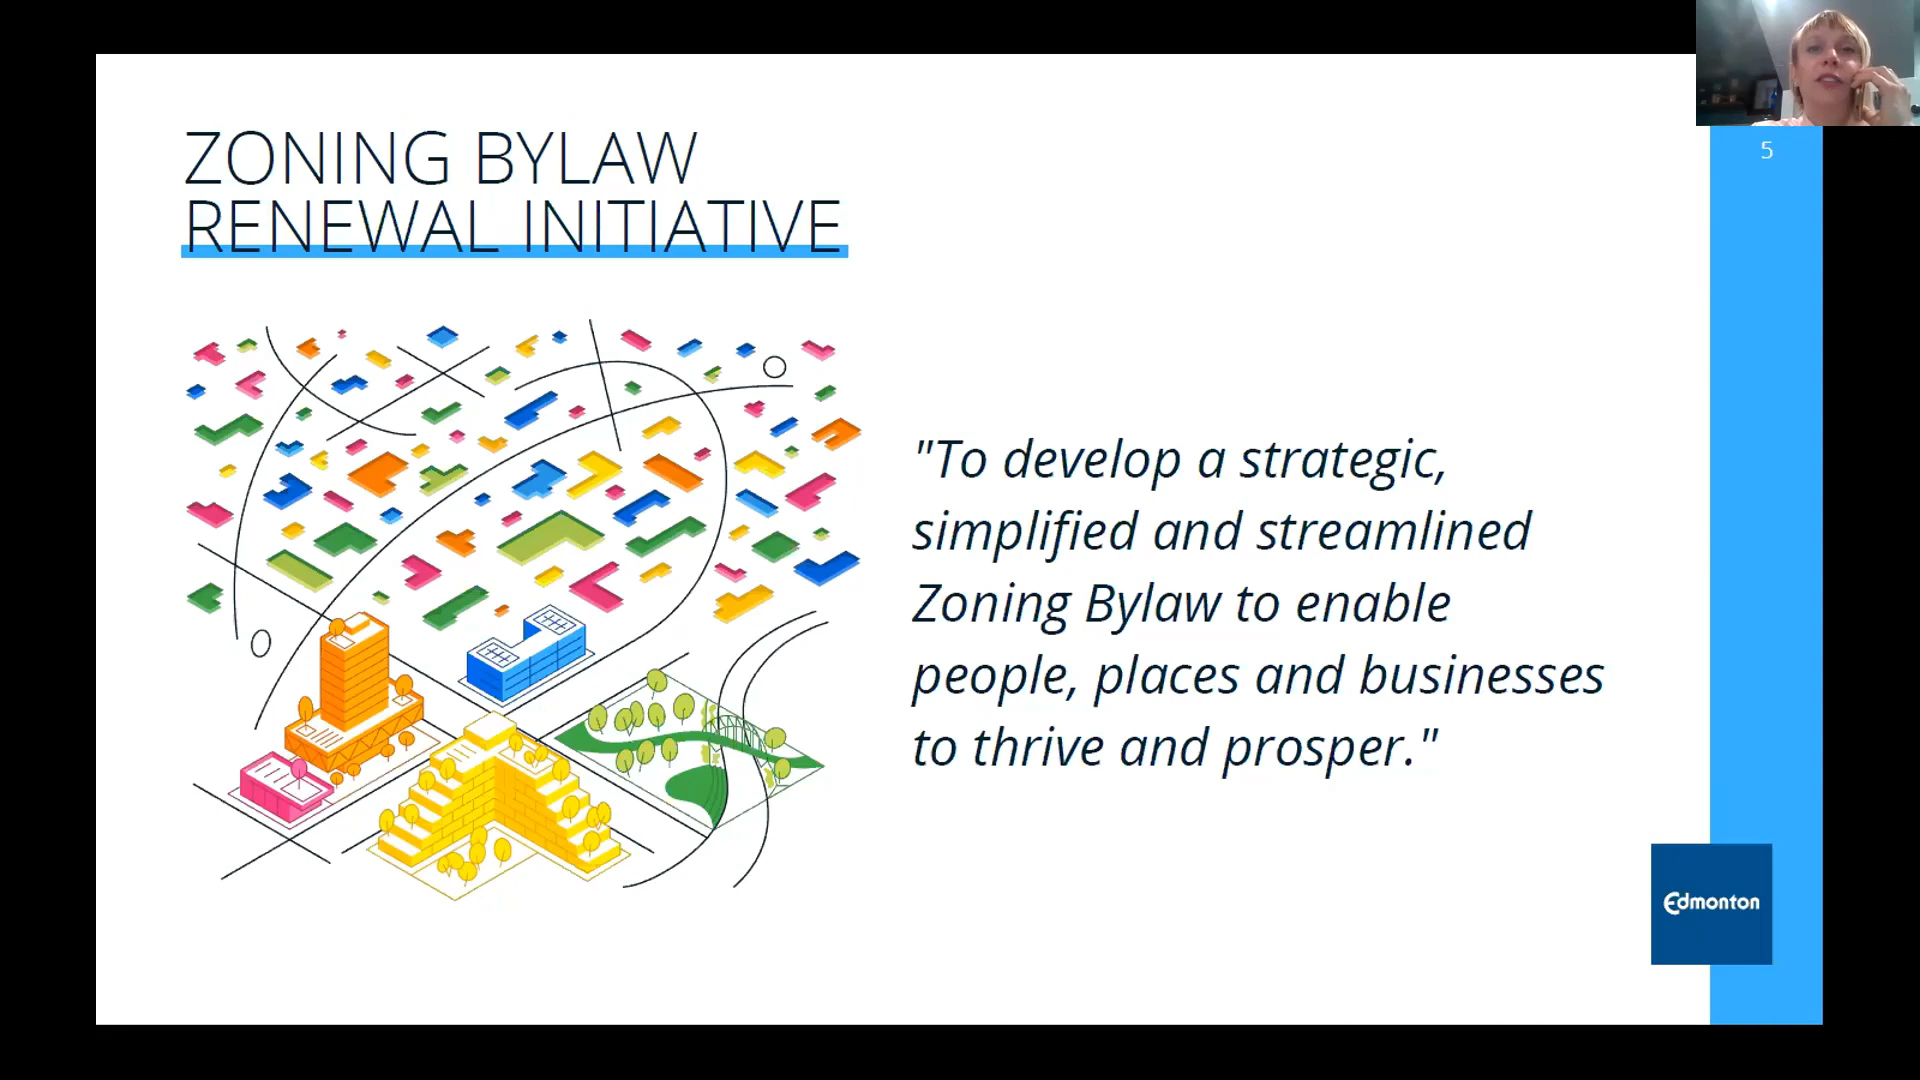 5
ZONING BYLAW
RENEWAL INITIATIVE
"To develop a strategic,
simplified and streamlined
Zoning Bylaw to enable
people, places and businesses
to thrive and prosper."
Edmonton